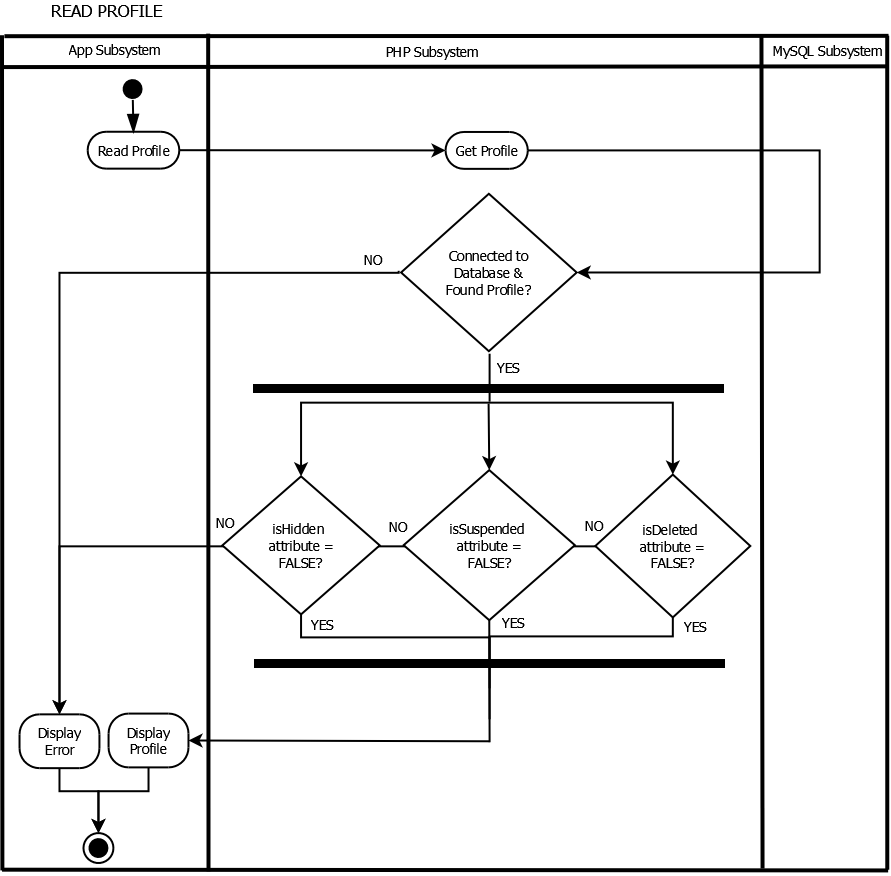 READ PROFILE
App Subsystem
PHP Subsystem
MySQL Subsystem
Read Profile
Get Profile
Connected to
Database &
Found Profile?
NO
YES
isHidden
attribute =
FALSE?
NO
YES
isSuspended
attribute =
FALSE?
NO
YES
isDeleted
attribute =
FALSE?
NO
YES
Display
Error
Display
Profile